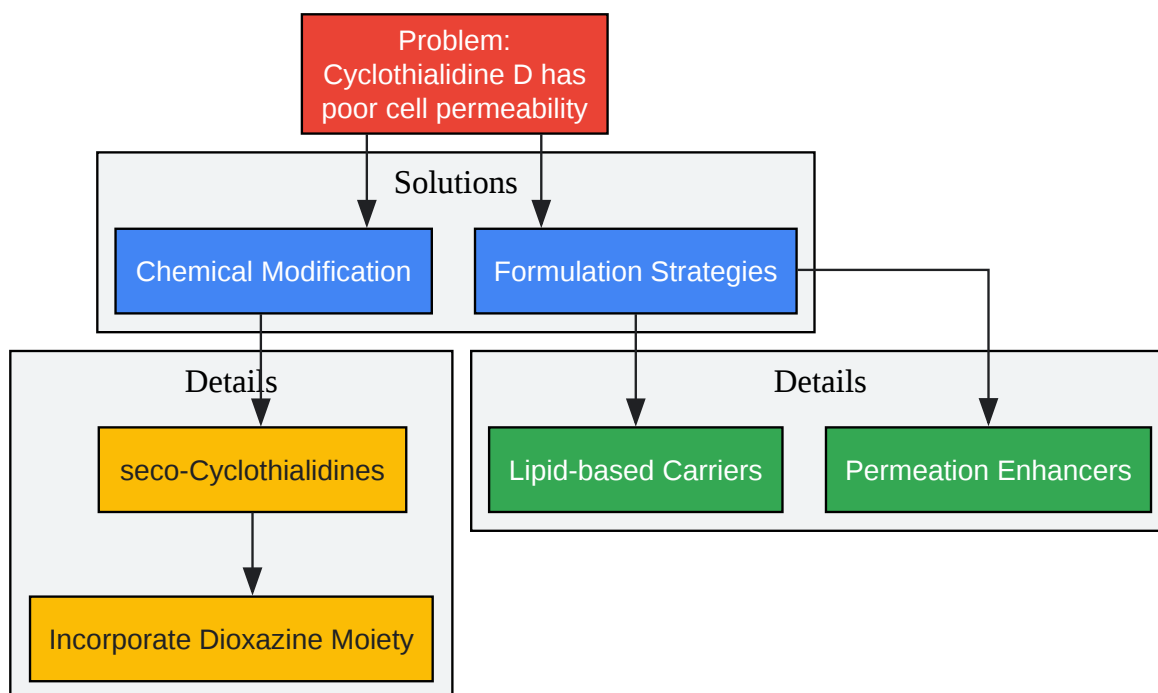 Problem:
Cyclothialidine D has
poor cell permeability
Solutions
Chemical Modification
Formulation Strategies
Details
seco-Cyclothialidines
Incorporate Dioxazine Moiety
Details
Lipid-based Carriers
Permeation Enhancers